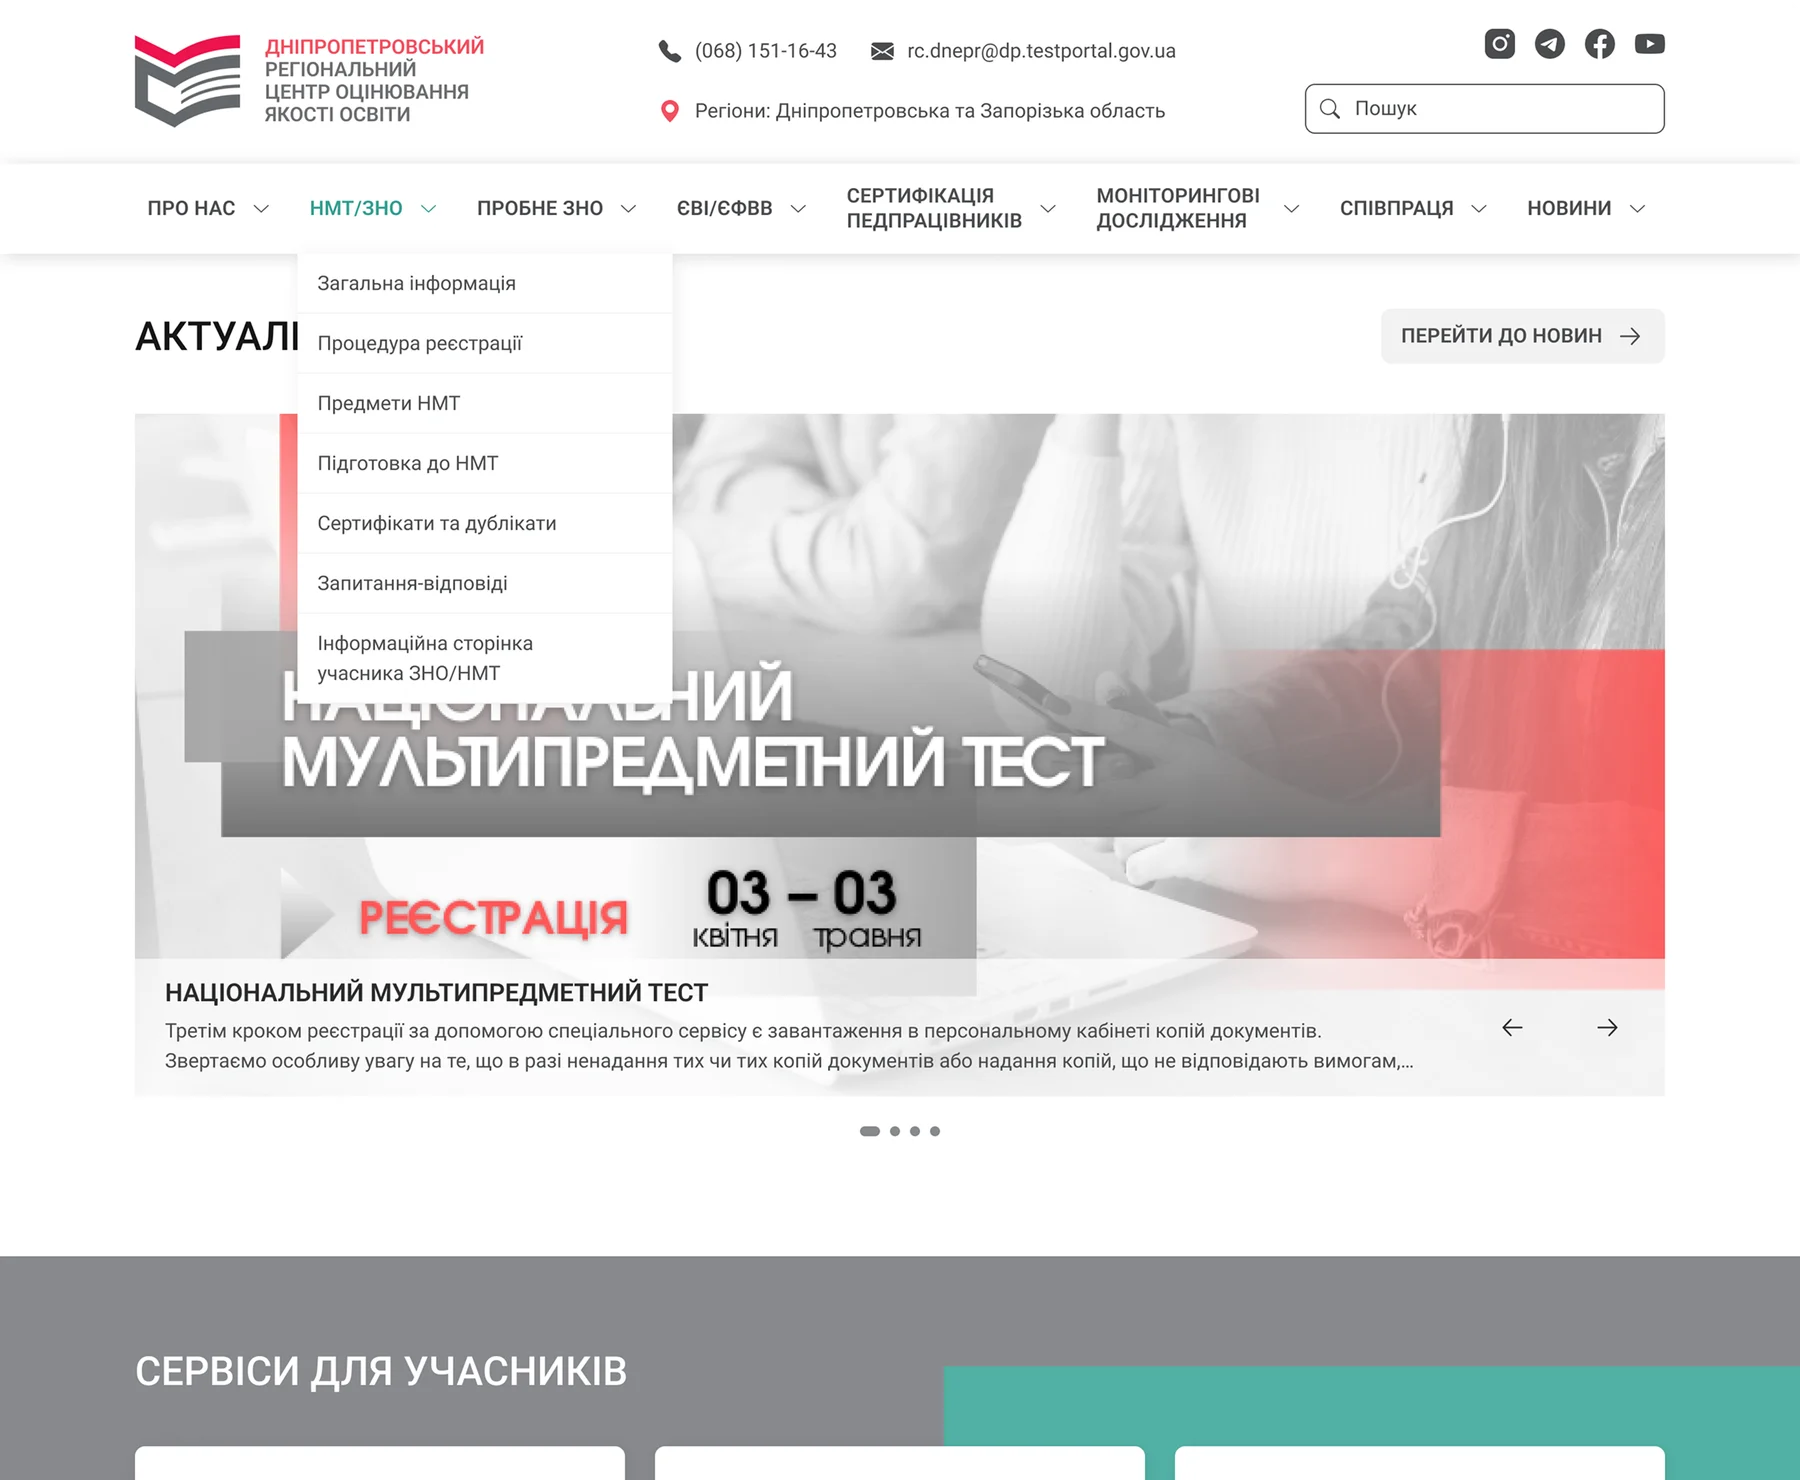 ДНІПРОПЕТРОВСЬКИЙ
РЕГІОНАЛЬНИЙ
ЦЕНТР ОЦІНЮВАННЯ
ЯКОСТІ ОСВІТИ
(068) 151-16-43
rc.dnepr@dp.testportal.gov.ua
Регіони: Дніпропетровська та Запорізька область
Пошук
ПРО НАС
НМТ/ЗНО
ПРОБНЕ ЗНО
ЄВІ/ЄФВВ
СЕРТИФІКАЦІЯ
ПЕДПРАЦІВНИКІВ
МОНІТОРИНГОВІ
ДОСЛІДЖЕННЯ
СПІВПРАЦЯ
НОВИНИ
Загальна інформація
Процедура реєстрації
Предмети НМТ
Підготовка до НМТ
Сертифікати та дублікати
Запитання-відповіді
Інформаційна сторінка
учасника ЗНО/НМТ
ПЕРЕЙТИ ДО НОВИН
НАЦІОНАЛЬНИЙ
МУЛЬТИПРЕДМЕТНИЙ ТЕСТ
РЕЄСТРАЦІЯ
03 – 03
квітня травня
НАЦІОНАЛЬНИЙ МУЛЬТИПРЕДМЕТНИЙ ТЕСТ
Третім кроком реєстрації за допомогою спеціального сервісу є завантаження в персональному кабінеті копій документів.
Звертаємо особливу увагу на те, що в разі ненадання тих чи тих копій документів або надання копій, що не відповідають вимогам,...
СЕРВІСИ ДЛЯ УЧАСНИКІВ